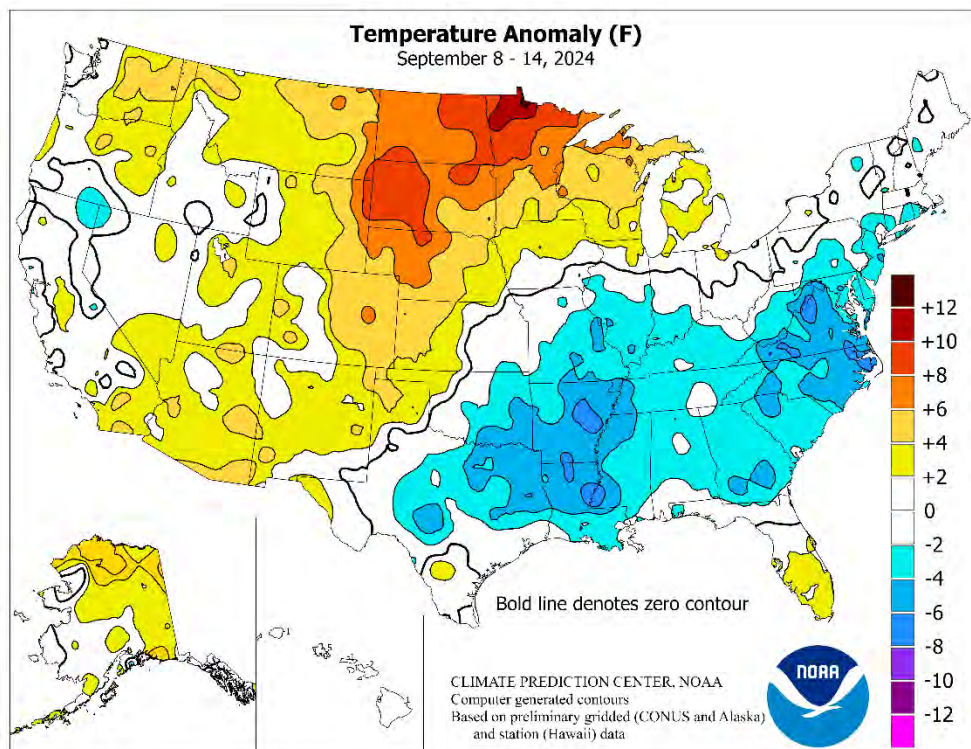 Temperature Anomaly (F)
September 8 - 14, 2024
+12
+10
+8
+6
+4
+2
0
-2
-4
-6
-8
-10
-12
Bold line denotes zero contour
CLIMATE PREDICTION CENTER, NOAA
Computer generated contours
Based on preliminary gridded (CONUS and Alaska)
and station (Hawaii) data
NOAA